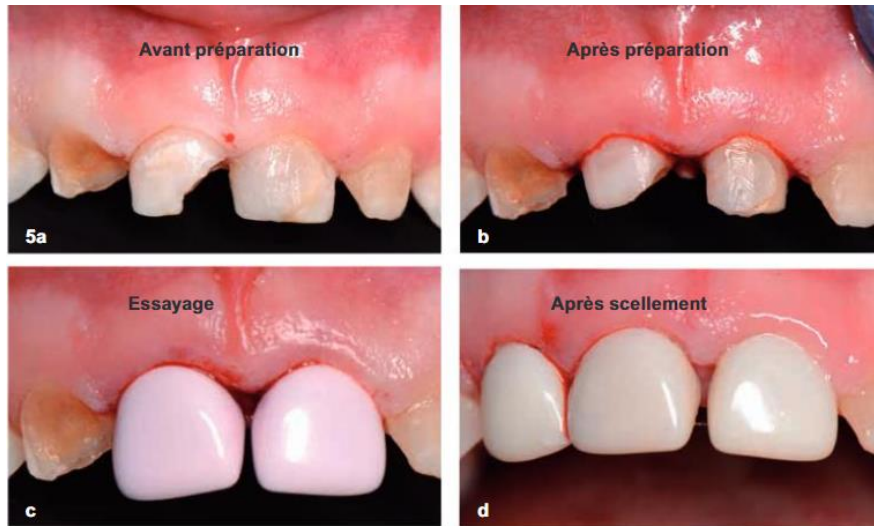 Avant préparation
5a
Après préparation
b
Essayage
c
Après scellement
d